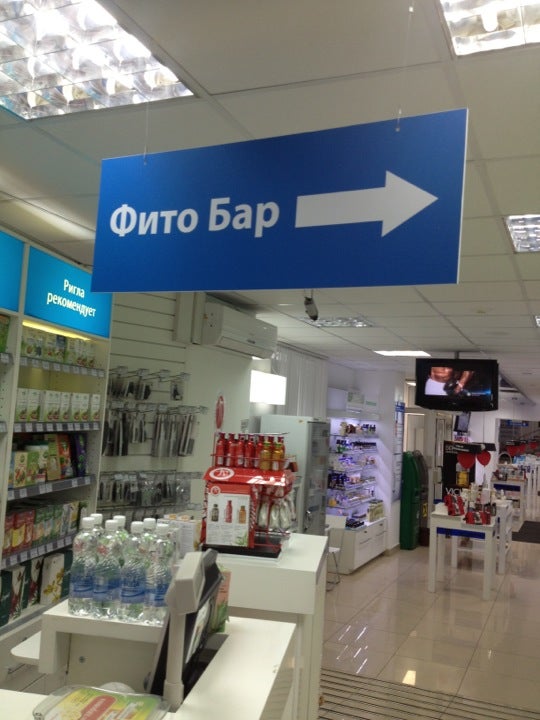 Фито Бар
Ригла
рекомендует